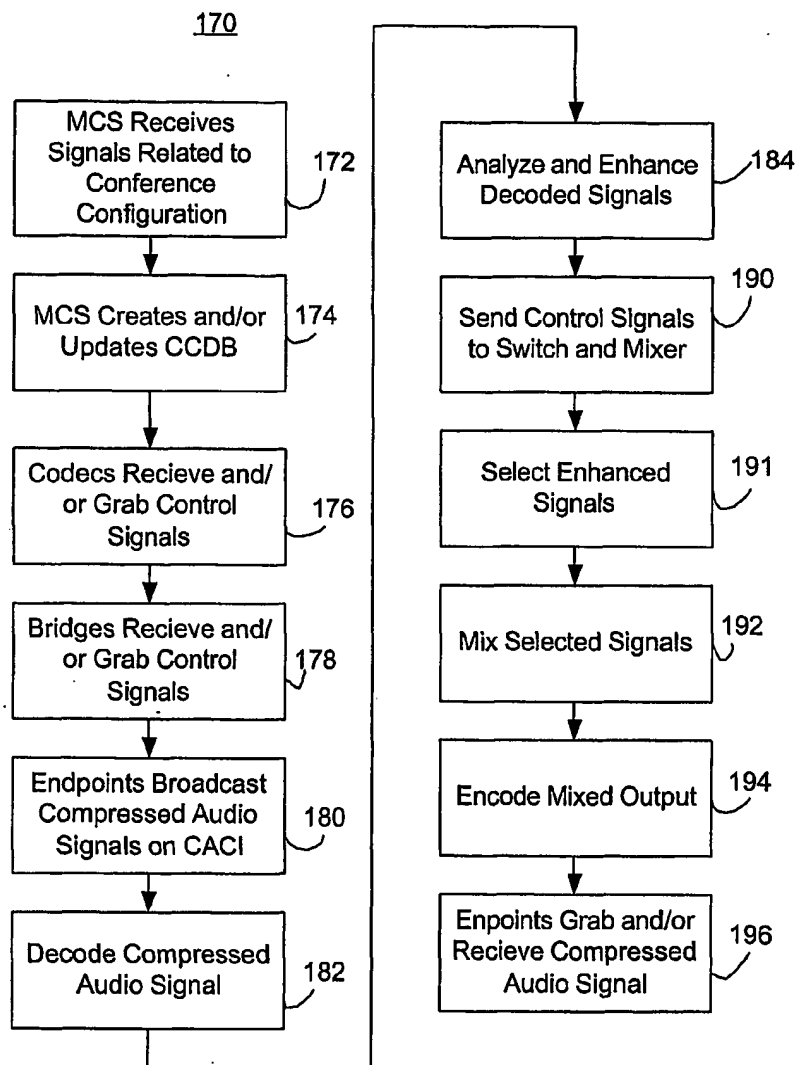 170
MCS Receives
Signals Related to
Conference
Configuration
172
MCS Creates and/or
Updates CCDB
174
Codecs Recieve and/
or Grab Control
Signals
176
Bridges Recieve and/
or Grab Control
Signals
178
Endpoints Broadcast
Compressed Audio
Signals on CACI
180
Decode Compressed
Audio Signal
182
Analyze and Enhance
Decoded Signals
184
Send Control Signals
to Switch and Mixer
190
Select Enhanced
Signals
191
Mix Selected Signals
192
Encode Mixed Output
194
Enpoints Grab and/or
Recieve Compressed
Audio Signal
196